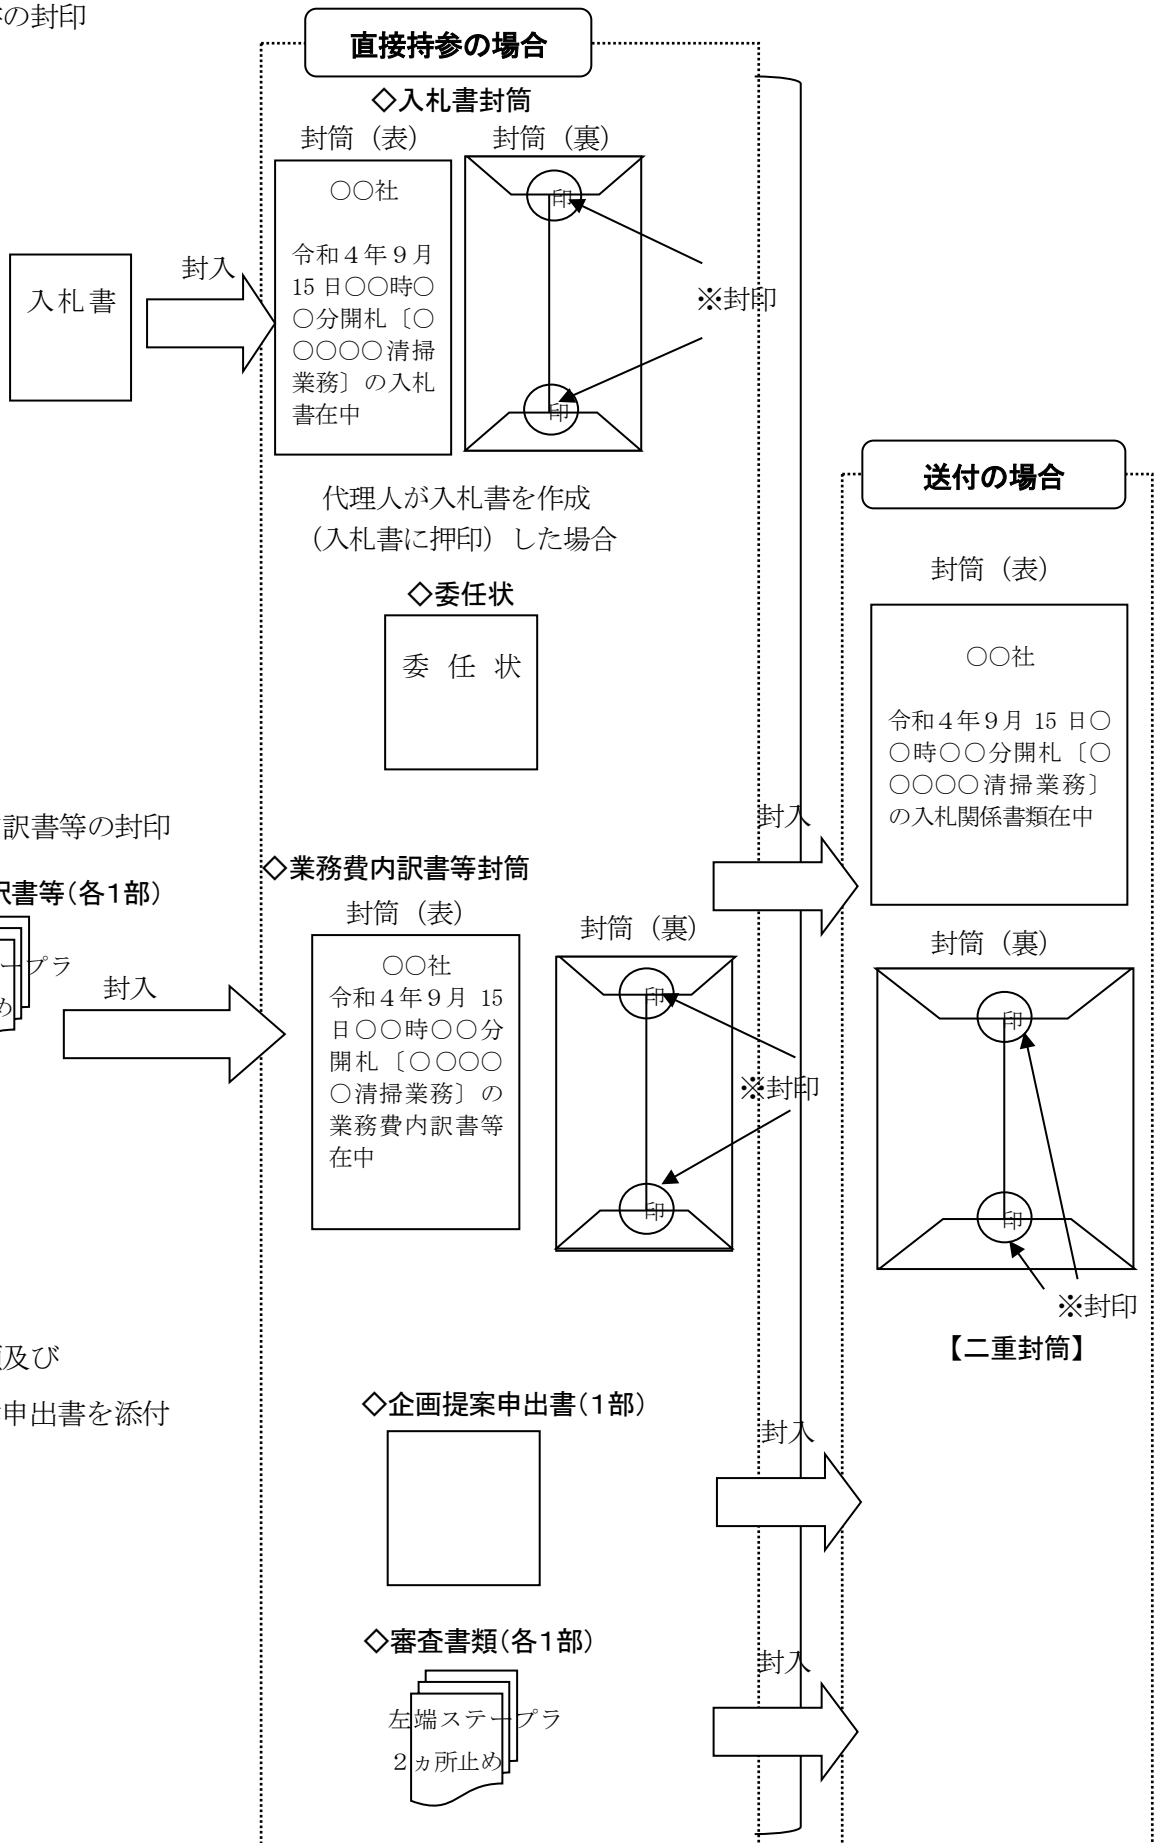 の封印
直接持参の場合
◇入札書封筒
封筒（表）
封筒（裏）
○○社
令和４年９月
15 日○○時○
○分開札〔○
○○○○清掃
業務〕の入札
書在中
印
印
※封印
入札書
封入
代理人が入札書を作成
（入札書に押印）した場合
◇委任状
委 任 状
送付の場合
封筒（表）
○○社
令和４年９月 15 日○
○時○○分開札〔○
○○○○清掃業務〕
の入札関係書類在中
封入
訳書等の封印
書等（各１部）
ープラ
め
封入
◇業務費内訳書等封筒
封筒（表）
封筒（裏）
○○社
令和４年９月 15
日○○時○○分
開札〔○○○○
○清掃業務〕の
業務費内訳書等
在中
印
印
※封印
封筒（裏）
印
印
※封印
【二重封筒】
及び
申出書を添付
◇企画提案申出書（１部）
封入
◇審査書類（各１部）
左端ステープラ
２ヵ所止め
封入